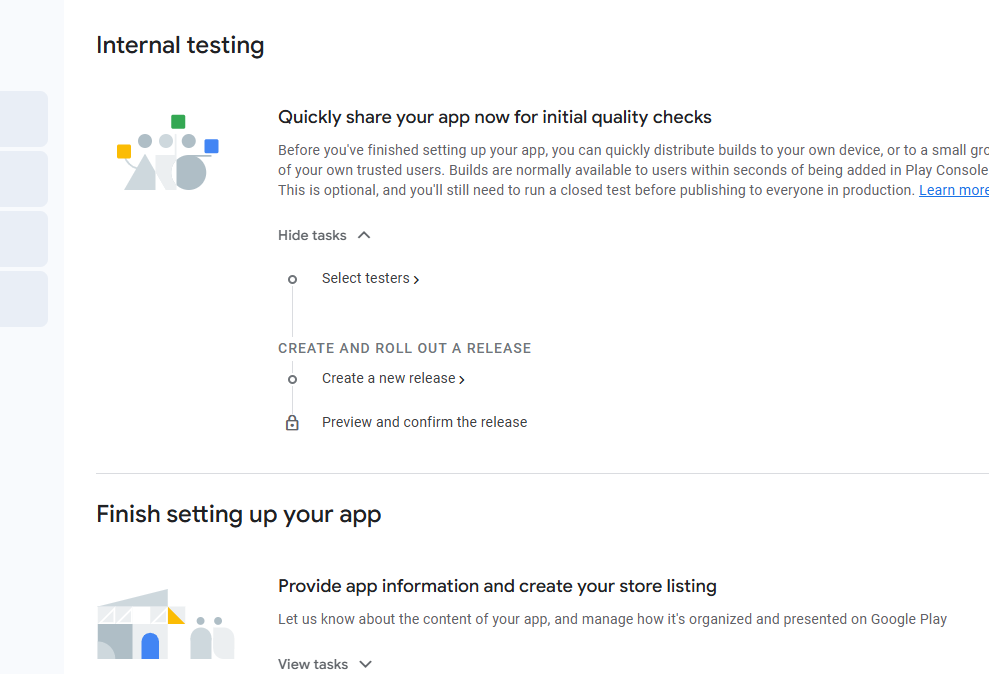 Internal testing
Quickly share your app now for initial quality checks
Before you've finished setting up your app, you can quickly distribute builds to your own device, or to a small
of your own trusted users. Builds are normally available to users within seconds of being added in Play Console
This is optional, and you'll still need to run a closed test before publishing to everyone in production. Learn more
Hide tasks
Select testers
CREATE AND ROLL OUT A RELEASE
Create a new release
Preview and confirm the release
Finish setting up your app
Provide app information and create your store listing
Let us know about the content of your app, and manage how it's organized and presented on Google Play
View tasks